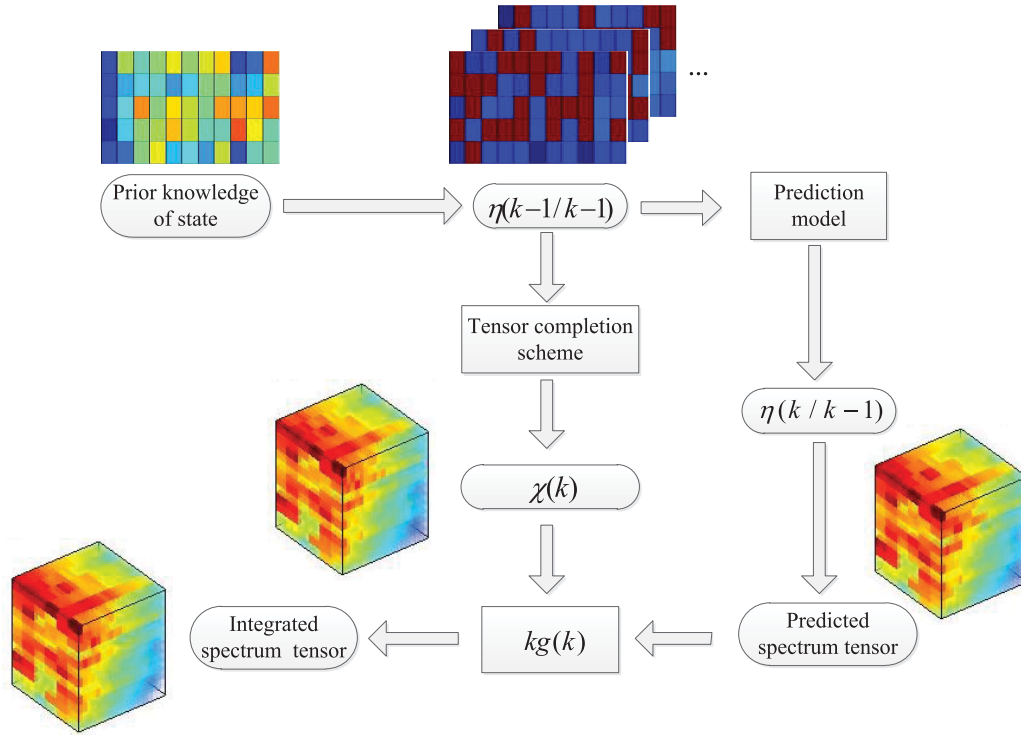 ...
Prior knowledge
of state
η(k−1/k−1)
Prediction
model
Tensor completion
scheme
η(k/k−1)
χ(k)
Integrated
spectrum tensor
kg(k)
Predicted
spectrum tensor